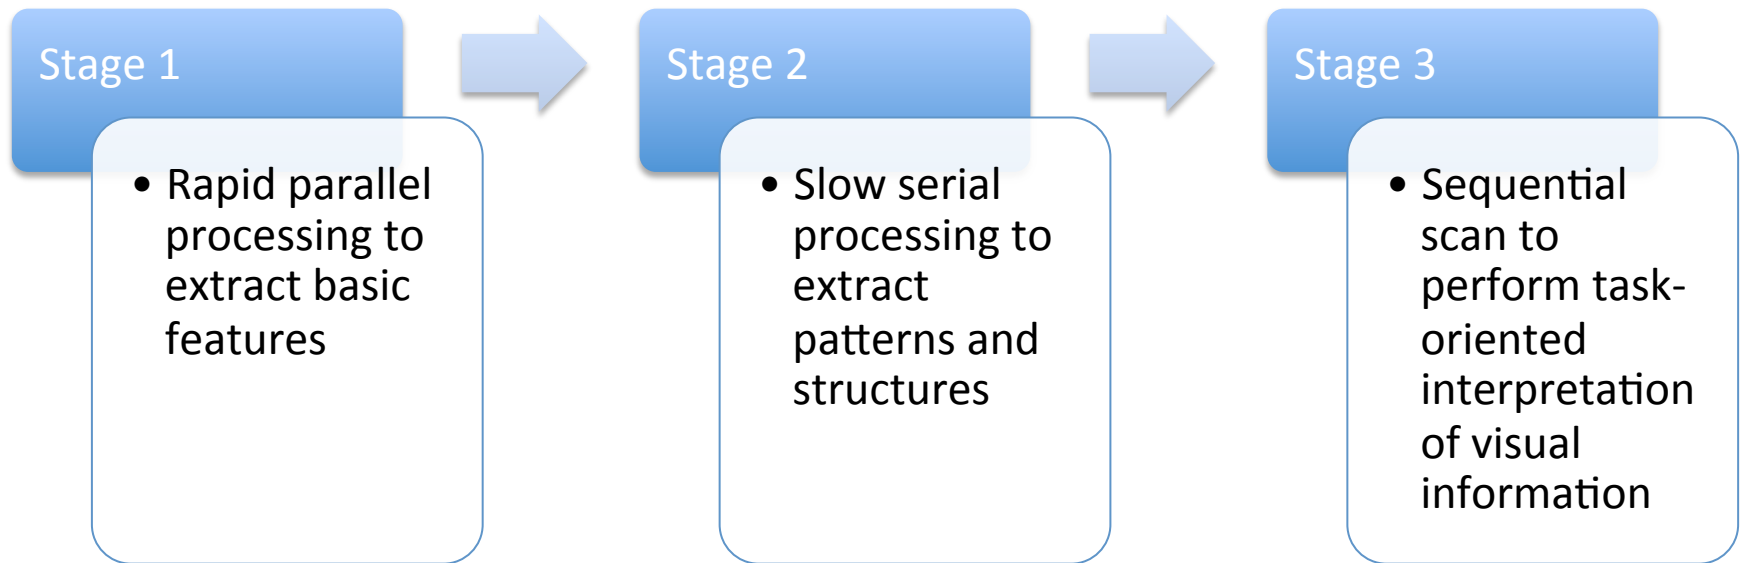 Stage 1
• Rapid parallel
processing to
extract basic
features
Stage 2
• Slow serial
processing to
extract
patterns and
structures
Stage 3
• Sequential
scan to
perform task-
oriented
interpretation
of visual
information